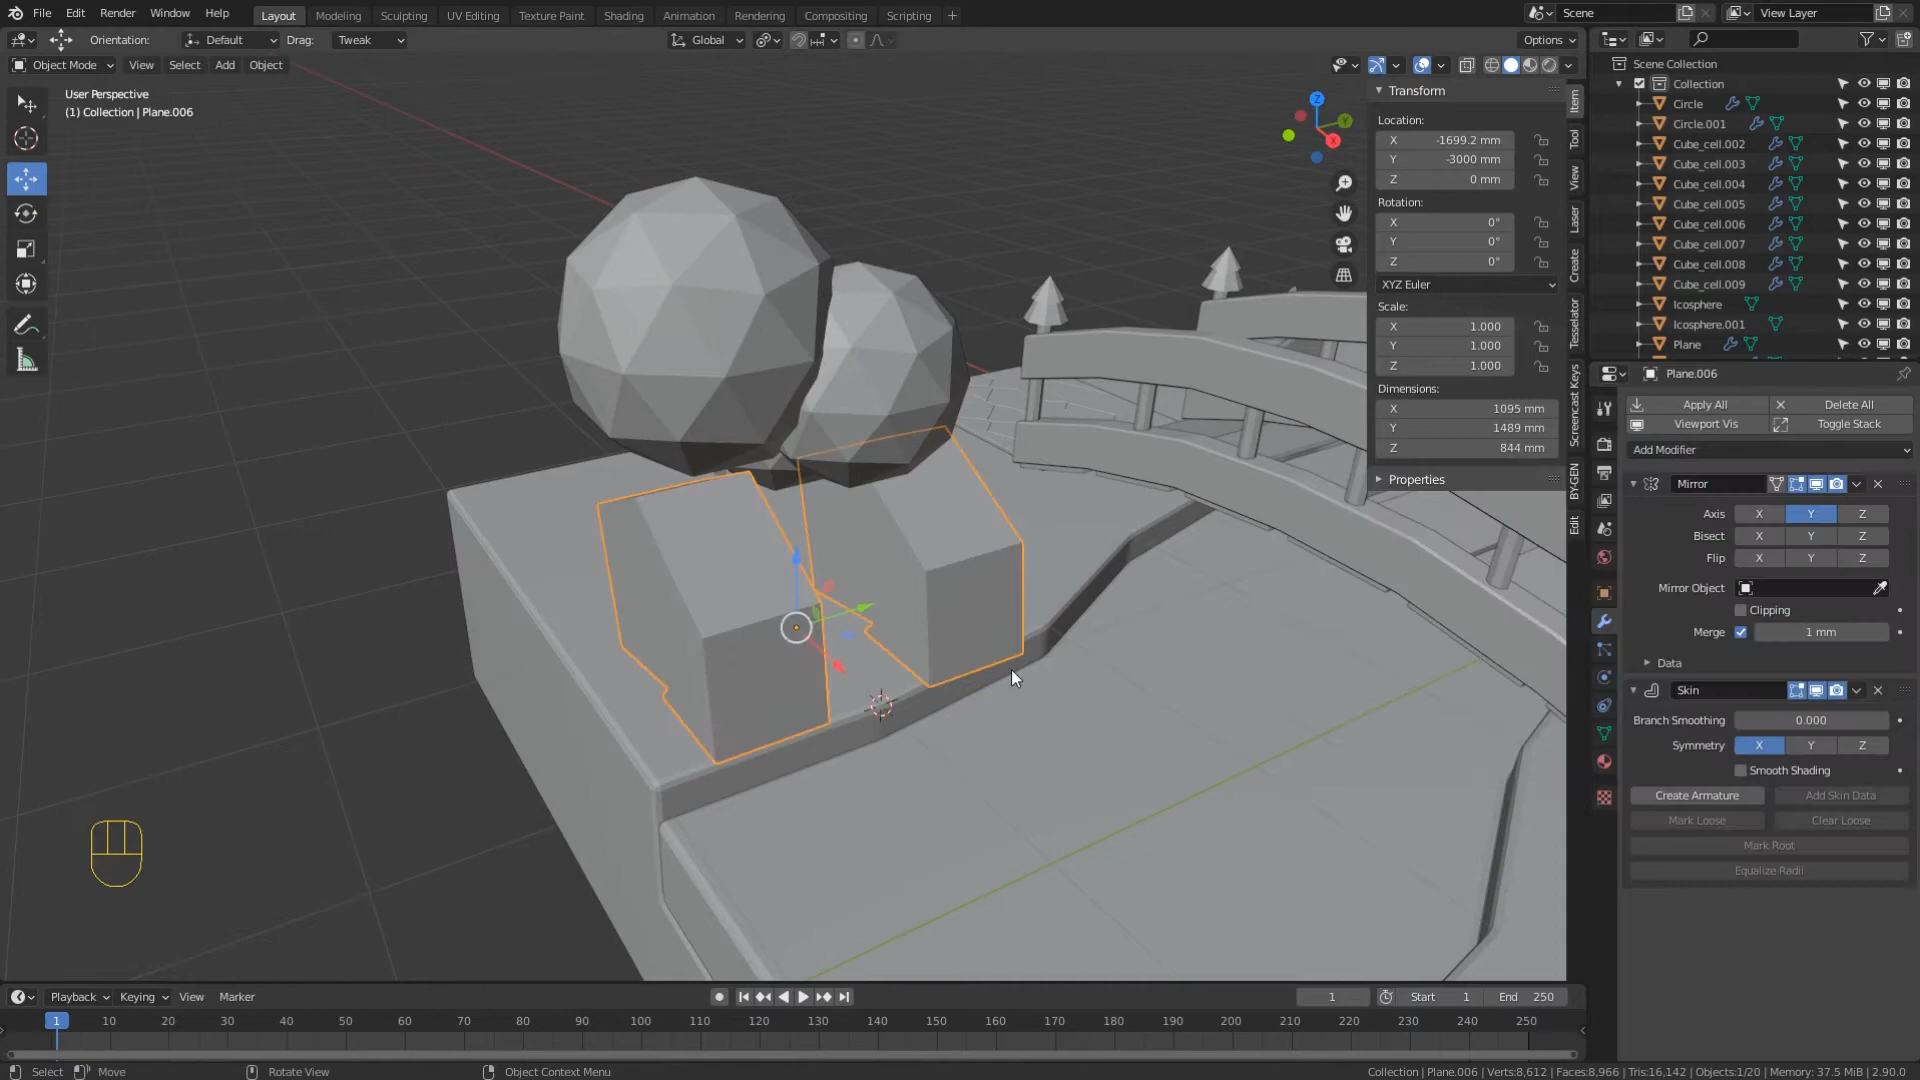 File Edit Render Window Help Layout Modeling Sculpting UV Editing Texture Paint Shading Animation Rendering Compositing Scripting + Scene View Layer
Orientation: Default Drag: Tweak Global Options
Object Mode View Select Add Object
User Perspective
(1) Collection | Plane.006
Transform
Location:
X -1699.2 mm
Y -3000 mm
Z 0 mm
Rotation:
X 0°
Y 0°
Z 0°
XYZ Euler
Scale:
X 1.000
Y 1.000
Z 1.000
Dimensions:
X 1095 mm
Y 1489 mm
Z 844 mm
Properties
Item
Tool
View
Laser
Create
Tesselator
Screencast Keys
BY-GEN
Edit
Z
Y
X
Scene Collection
Collection
Circle
Circle.001
Cube_cell.002
Cube_cell.003
Cube_cell.004
Cube_cell.005
Cube_cell.006
Cube_cell.007
Cube_cell.008
Cube_cell.009
Icosphere
Icosphere.001
Plane
Plane.006
Apply All Delete All
Viewport Vis Toggle Stack
Add Modifier
Mirror
Axis X Y Z
Bisect X Y Z
Flip X Y Z
Mirror Object
Clipping
Merge 1 mm
Data
Skin
Branch Smoothing 0.000
Symmetry X Y Z
Smooth Shading
Create Armature Add Skin Data
Mark Loose Clear Loose
Mark Root
Equalize Radii
Playback Keying View Marker 1 Start 1 End 250
1 10 20 30 40 50 60 70 80 90 100 110 120 130 140 150 160 170 180 190 200 210 220 230 240 250
Select Move Rotate View Object Context Menu Collection | Plane.006 | Verts:8,612 | Faces:8,966 | Tris:16,142 | Objects:1/20 | Memory: 37.5 MiB | 2.90.0